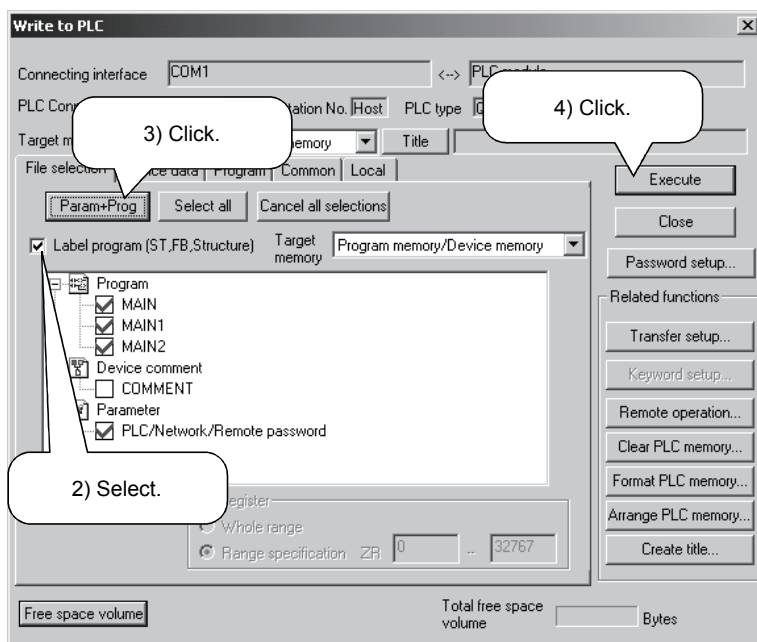 Write to PLC
Connecting interface COM1 <--> PLC module
PLC Con Station No. Host PLC type Q
3) Click.
4) Click.
Target m emory Title
File selection ice data Program Common Local
Execute
Param+Prog Select all Cancel all selections
Close
Label program (ST,FB,Structure) Target memory Program memory/Device memory
Password setup...
Program
Related functions
MAIN
MAIN1
Transfer setup...
MAIN2
Device comment
Keyword setup...
COMMENT
Parameter
Remote operation...
PLC/Network/Remote password
Clear PLC memory...
2) Select.
Format PLC memory...
egister
Whole range
Arrange PLC memory...
Range specification ZR 0 -- 32767
Create title...
Free space volume
Total free space volume Bytes